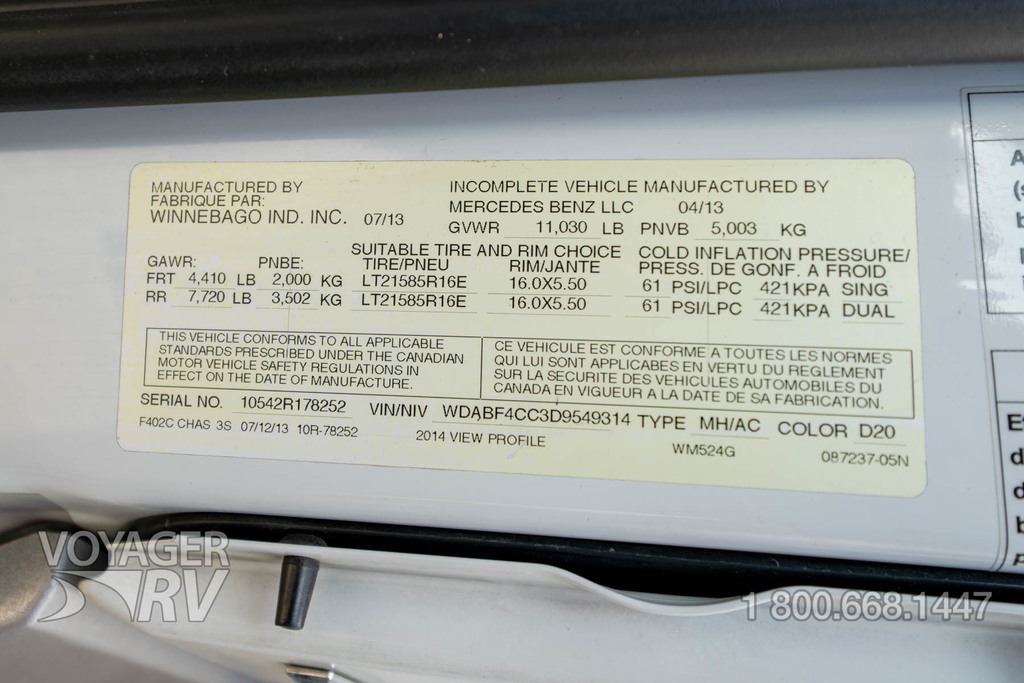 MANUFACTURED BY
FABRIQUE PAR:
WINNEBAGO IND. INC. 07/13
INCOMPLETE VEHICLE MANUFACTURED BY
MERCEDES BENZ LLC 04/13
GVWR 11,030 LB PNVB 5,003 KG
SUITABLE TIRE AND RIM CHOICE COLD INFLATION PRESSURE/
GAWR: PNBE: TIRE/PNEU RIM/JANTE PRESS. DE GONF. A FROID
FRT 4,410 LB 2,000 KG LT21585R16E 16.0X5.50 61 PSI/LPC 421KPA SING
RR 7,720 LB 3,502 KG LT21585R16E 16.0X5.50 61 PSI/LPC 421KPA DUAL
THIS VEHICLE CONFORMS TO ALL APPLICABLE
STANDARDS PRESCRIBED UNDER THE CANADIAN
MOTOR VEHICLE SAFETY REGULATIONS IN
EFFECT ON THE DATE OF MANUFACTURE.
CE VEHICULE EST CONFORME A TOUTES LES NORMES
QUI LUI SONT APPLICABES EN VERTU DU REGLEMENT
SUR LA SECURITE DES VEHICULES AUTOMOBILES DU
CANADA EN VIGUEUR A LA DATE DE SA FABRICATION.
SERIAL NO. 10542R178252 VIN/NIV WDABF4CC3D9549314 TYPE MH/AC COLOR D20
F402C CHAS 3S 07/12/13 10R-78252 2014 VIEW PROFILE WM524G 087237-05N
VOYAGER
RV
1 800.668.1447